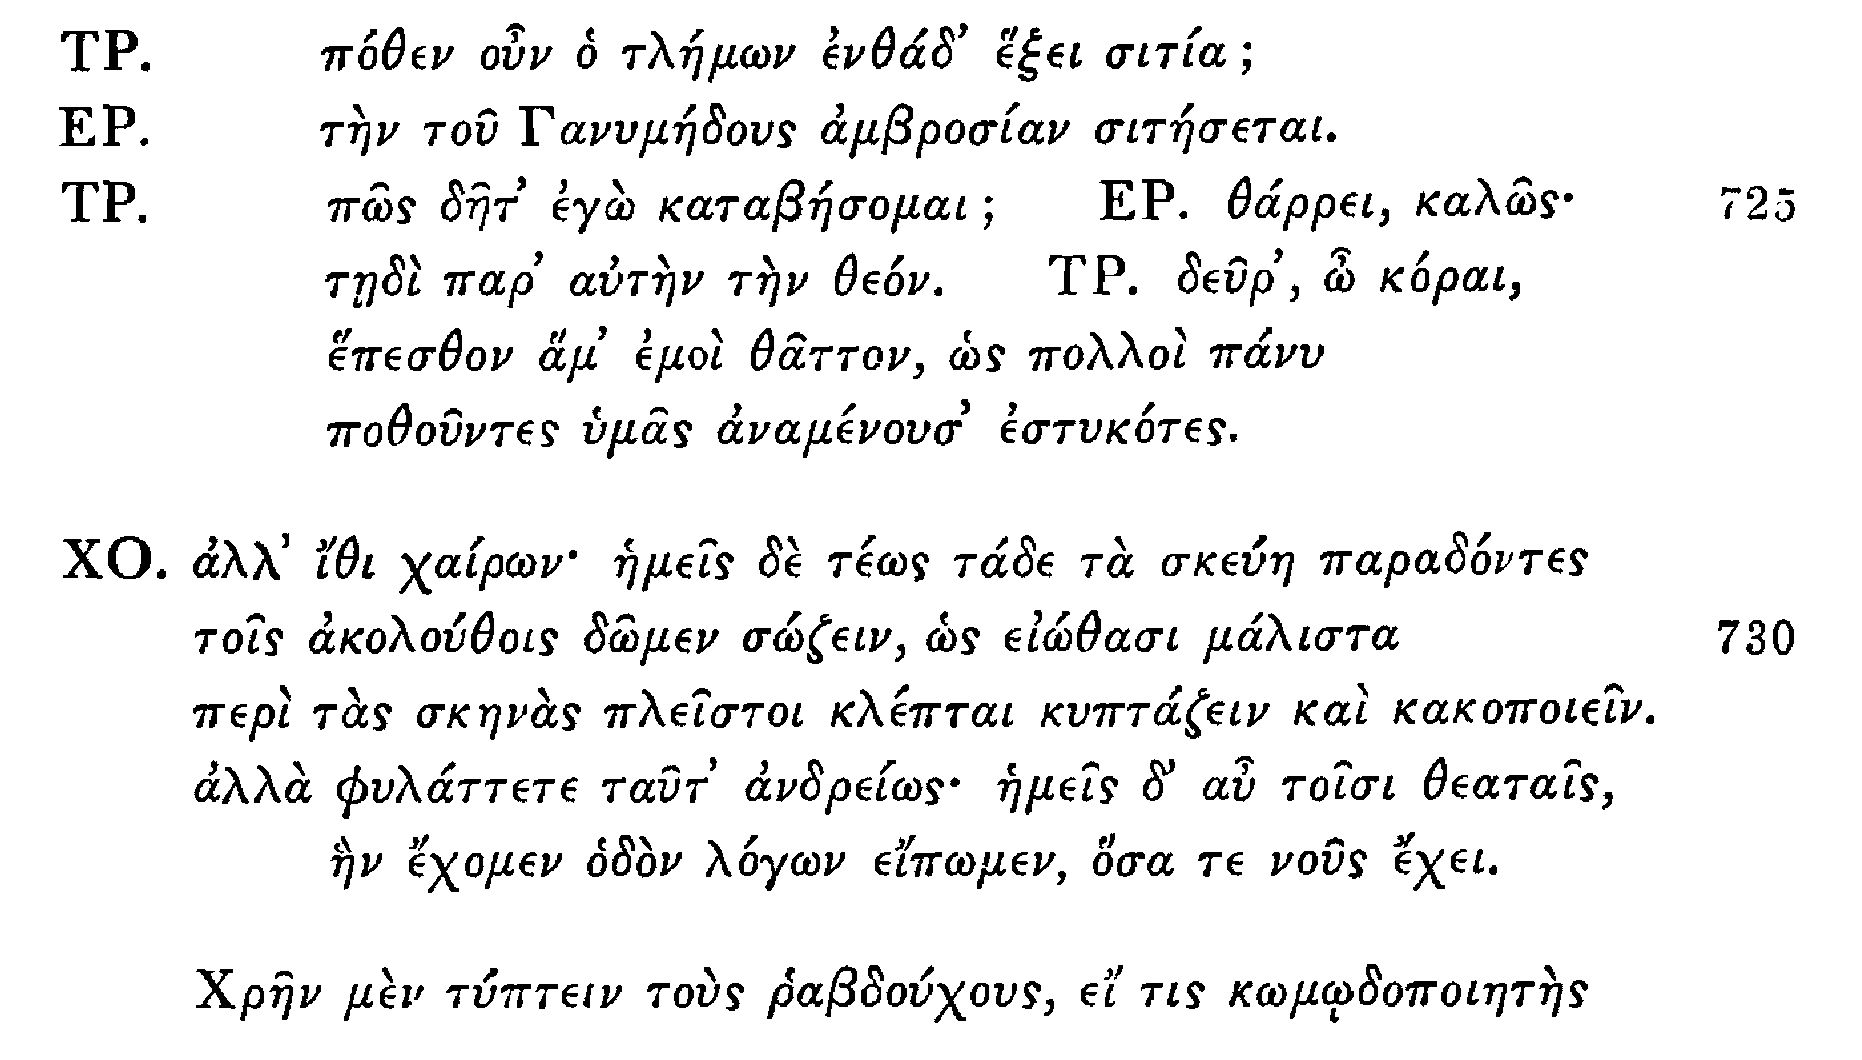 ΤΡ. πόθεν οὖν ὁ τλήμων ἐνθάδ’ ἕξει σιτία;
ΕΡ. τὴν τοῦ Γανυμήδους ἀμβροσίαν σιτήσεται.
ΤΡ. πῶς δῆτ’ ἐγὼ καταβήσομαι; ΕΡ. θάρρει, καλῶς· 725
τῃδὶ παρ’ αὐτὴν τὴν θεόν. ΤΡ. δεῦρ’, ὦ κόραι,
ἕπεσθον ἅμ’ ἐμοὶ θᾶττον, ὡς πολλοὶ πάνυ
ποθοῦντες ὑμᾶς ἀναμένουσ’ ἐστυκότες.
ΧΟ. ἀλλ’ ἴθι χαίρων· ἡμεῖς δὲ τέως τάδε τὰ σκεύη παραδόντες
τοῖς ἀκολούθοις δῶμεν σώζειν, ὡς εἰώθασι μάλιστα 730
περὶ τὰς σκηνὰς πλεῖστοι κλέπται κυπτάζειν καὶ κακοποιεῖν.
ἀλλὰ φυλάττετε ταῦτ’ ἀνδρείως· ἡμεῖς δ’ αὖ τοῖσι θεαταῖς,
ἣν ἔχομεν ὁδὸν λόγων εἴπωμεν, ὅσα τε νοῦς ἔχει.
Χρῆν μὲν τύπτειν τοὺς ῥαβδούχους, εἴ τις κωμῳδοποιητὴς